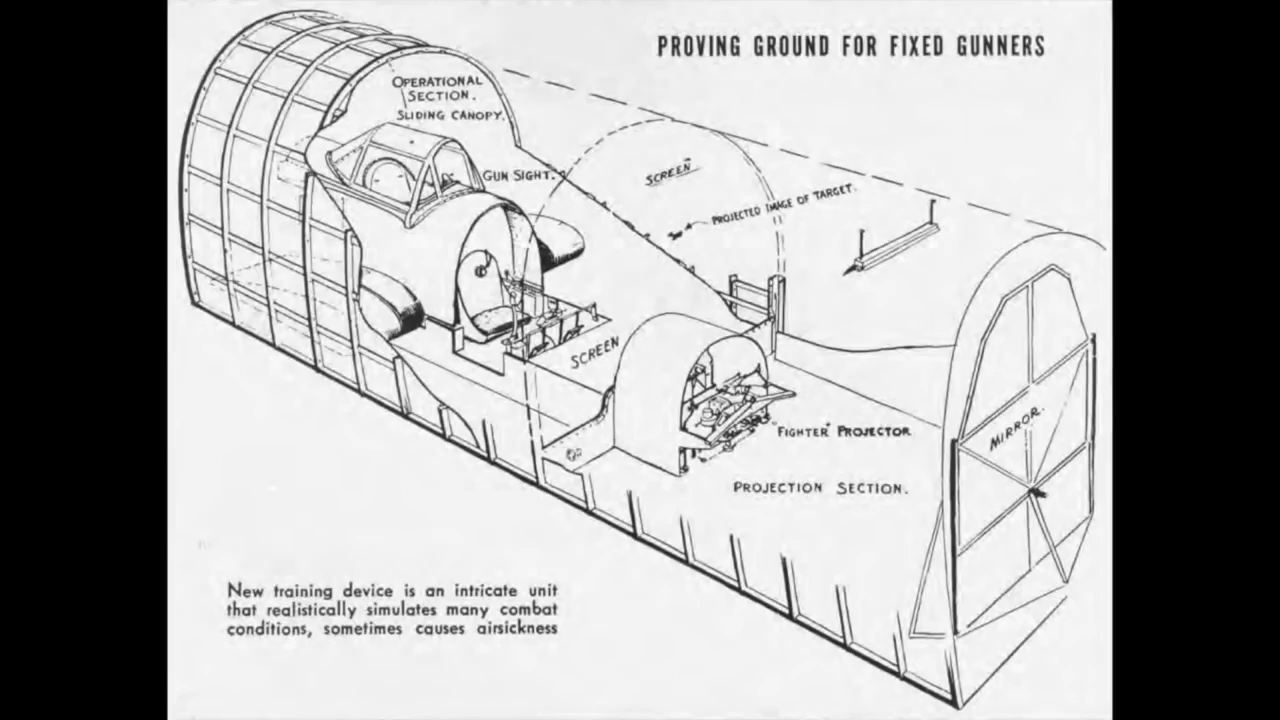 PROVING GROUND FOR FIXED GUNNERS
OPERATIONAL
SECTION.
SLIDING CANOPY.
GUN SIGHT.
SCREEN
PROJECTED IMAGE OF TARGET.
SCREEN
"FIGHTER" PROJECTOR
MIRROR.
PROJECTION SECTION.
New training device is an intricate unit
that realistically simulates many combat
conditions, sometimes causes airsickness